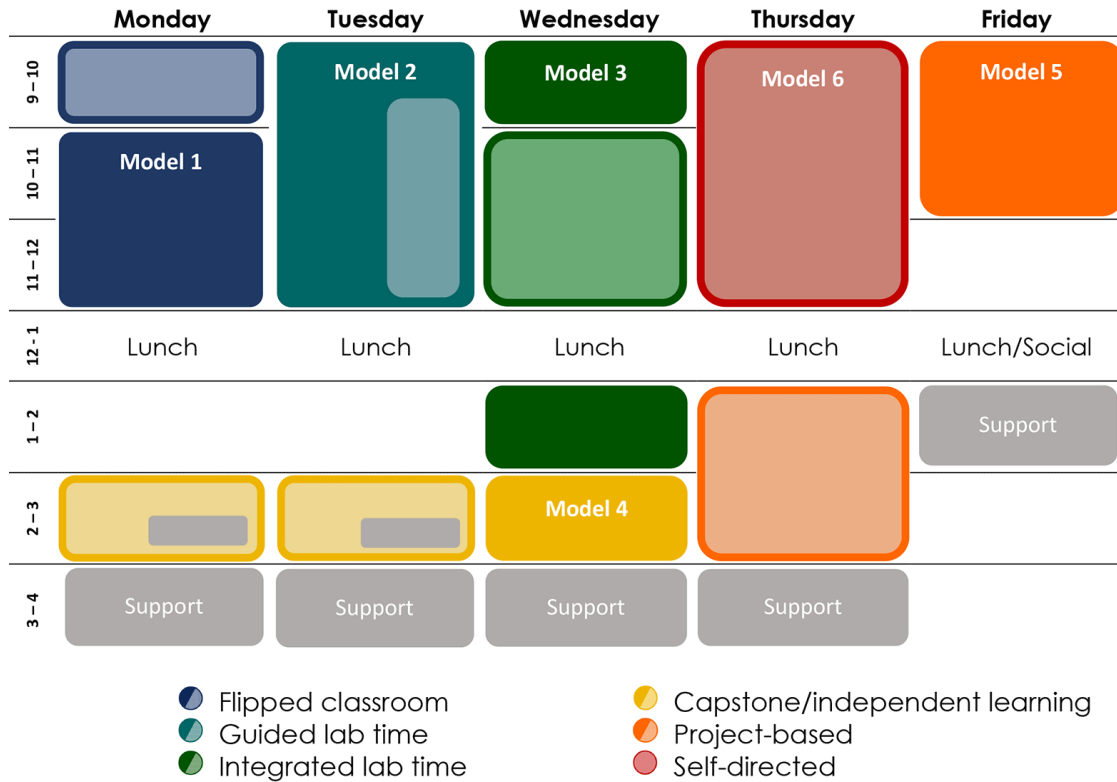 Monday Tuesday Wednesday Thursday Friday
9 – 10
Model 2 Model 3 Model 6 Model 5
10 – 11
Model 1
11 – 12
12 - 1
Lunch Lunch Lunch Lunch Lunch/Social
1 – 2
Support
2 – 3
Model 4
3 – 4
Support Support Support Support
Flipped classroom
Guided lab time
Integrated lab time
Capstone/independent learning
Project-based
Self-directed